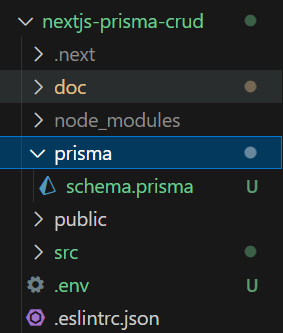 nextjs-prisma-crud
.next
doc
node_modules
prisma
schema.prisma U
public
src
.env U
.eslintrc.json